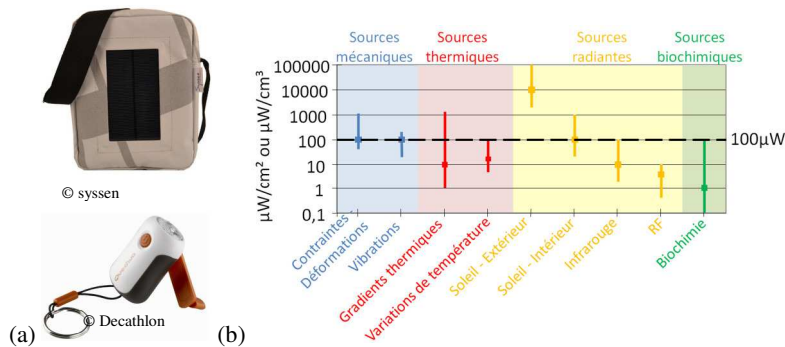 © syssen
© Decathlon
(a)
(b)
Sources mécaniques
Sources thermiques
Sources radiantes
Sources biochimiques
µW/cm² ou µW/cm³
100000
10000
1000
100
10
1
0,1
100µW
Contraintes
Déformations
Vibrations
Gradients thermiques
Variations de température
Soleil - Extérieur
Soleil - Intérieur
Infrarouge
RF
Biochimie